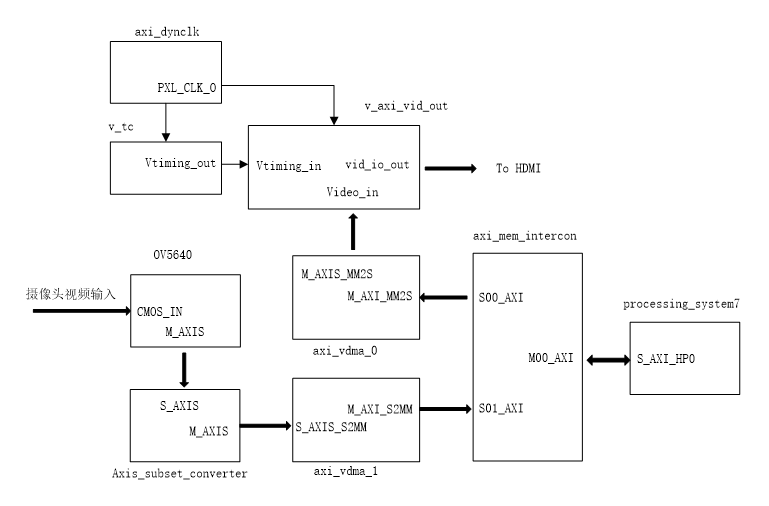 axi_dynclk
PXL_CLK_O
v_tc
v_axi_vid_out
Vtiming_out
Vtiming_in
vid_io_out
Video_in
To HDMI
axi_mem_intercon
OV5640
M_AXIS_MM2S
M_AXI_MM2S
S00_AXI
摄像头视频输入
CMOS_IN
M_AXIS
processing_system7
axi_vdma_0
M00_AXI
S_AXI_HP0
S_AXIS
M_AXIS
M_AXI_S2MM
S_AXIS_S2MM
S01_AXI
Axis_subset_converter
axi_vdma_1